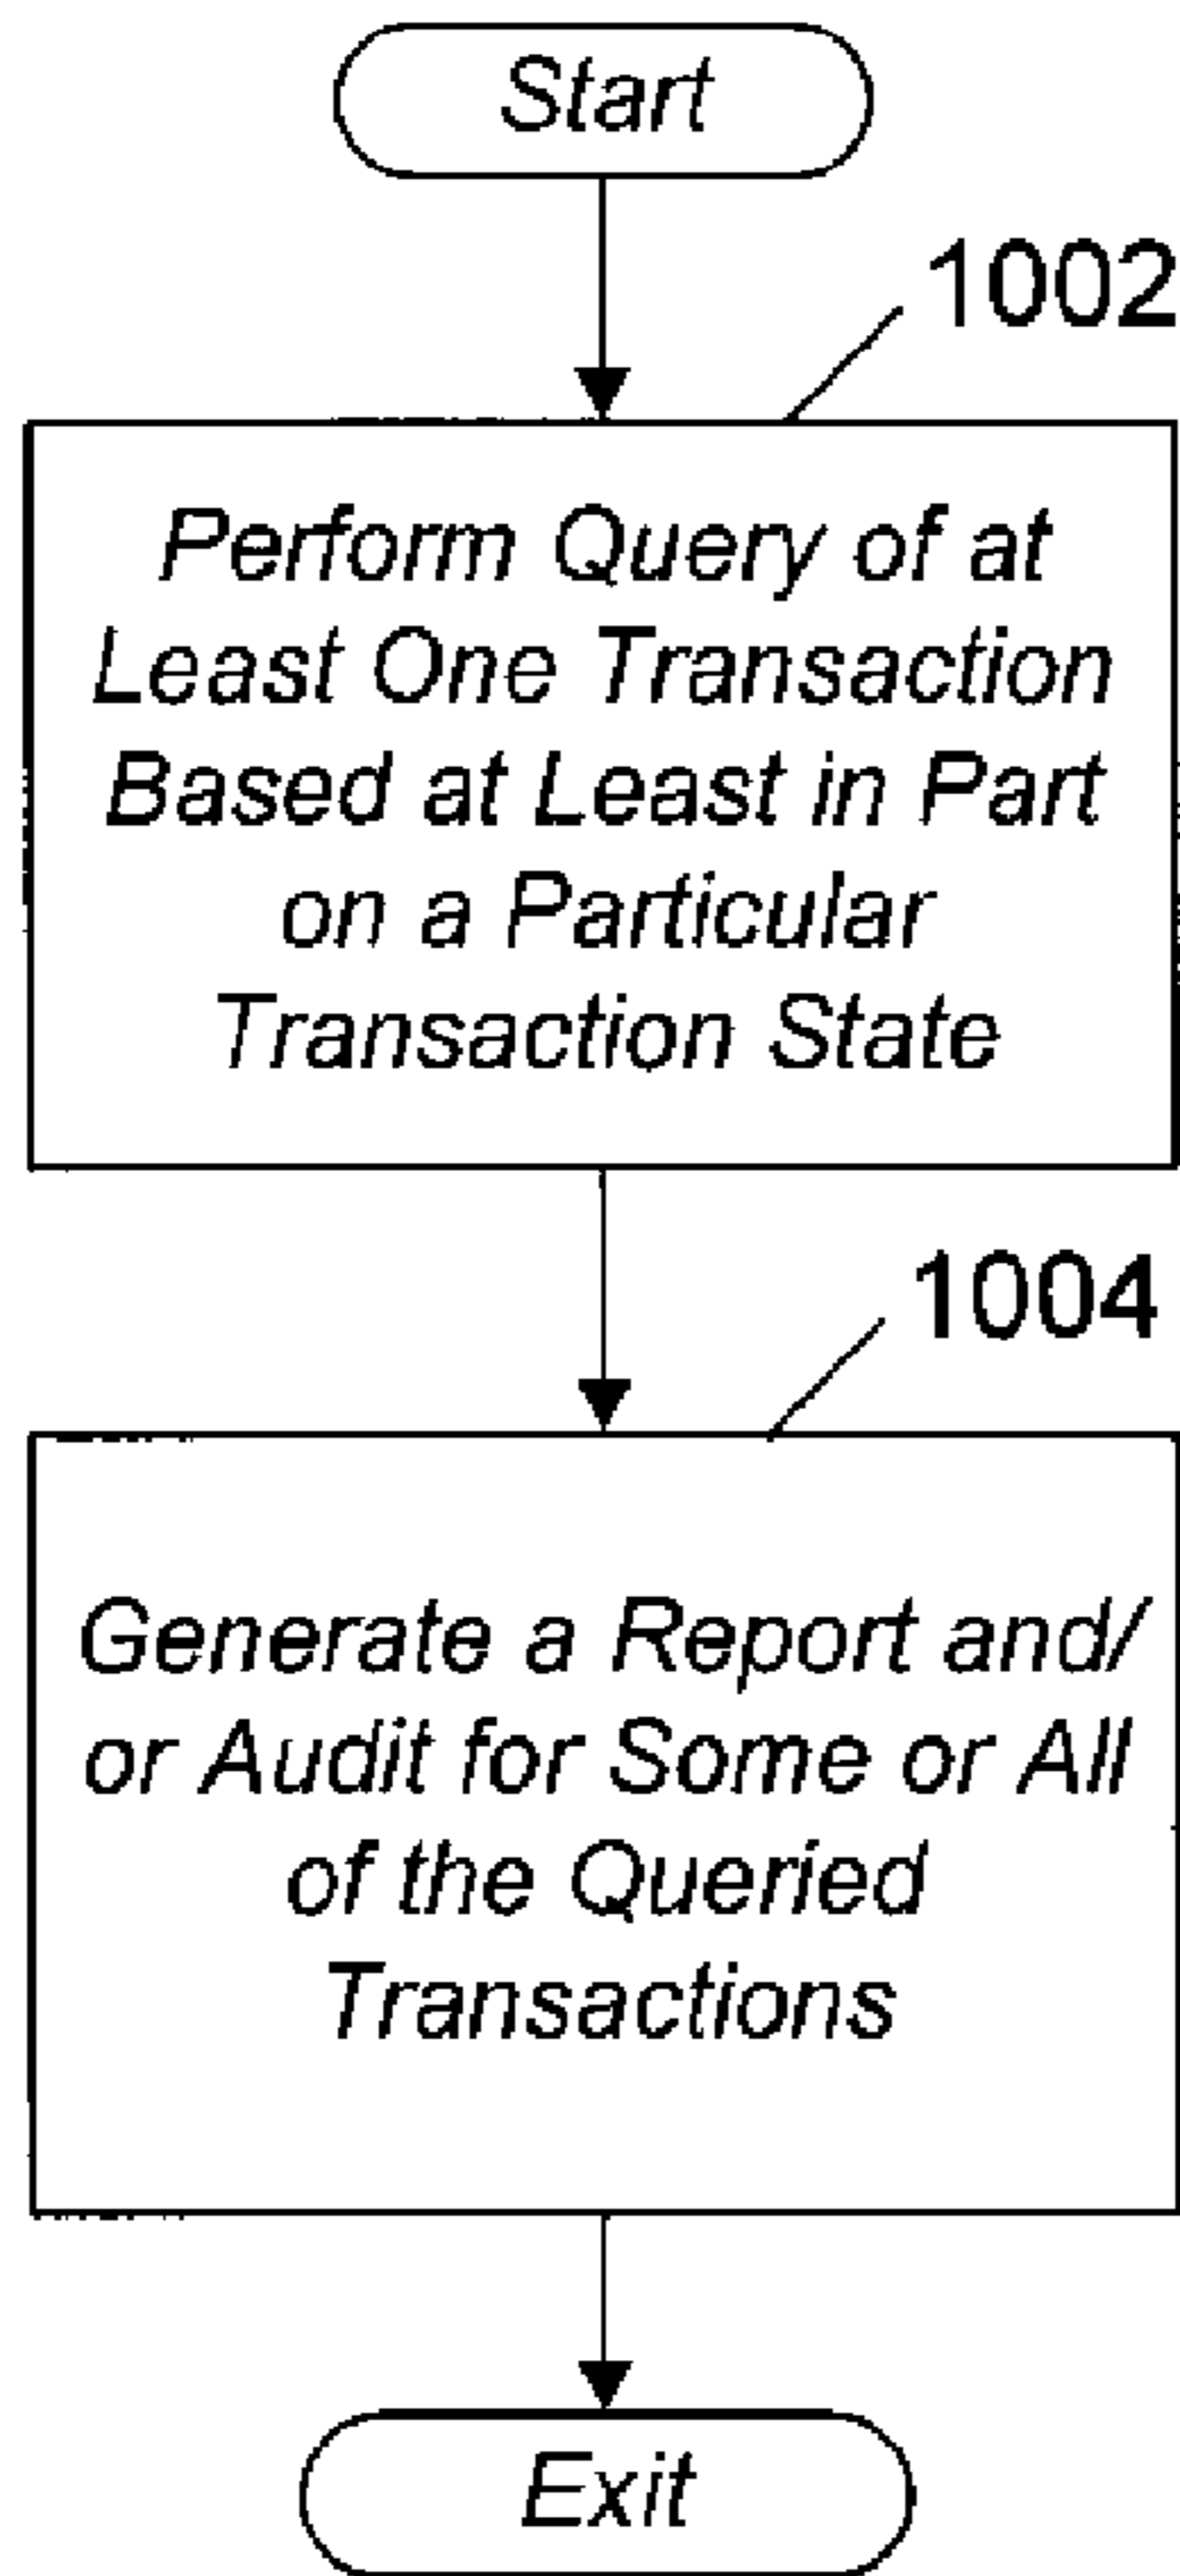 Start
1002
Perform Query of at
Least One Transaction
Based at Least in Part
on a Particular
Transaction State
1004
Generate a Report and/
or Audit for Some or All
of the Queried
Transactions
Exit